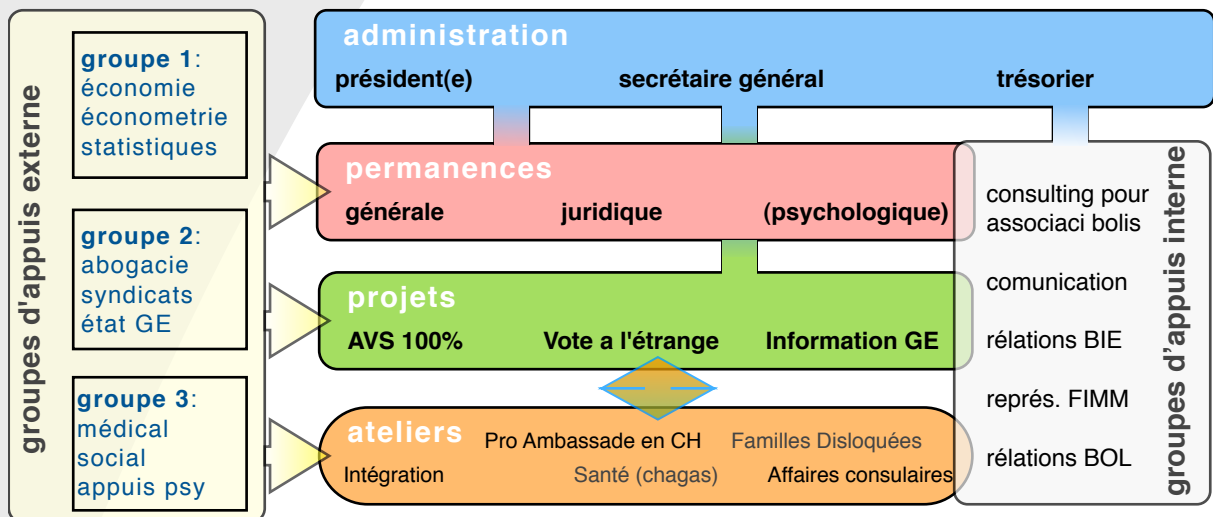 groupes d'appuis externe
groupe 1:
économie
économetrie
statistiques
groupe 2:
abogacie
syndicats
état GE
groupe 3:
médical
social
appuis psy
administration
président(e) secrétaire général trésorier
permanences
générale juridique (psychologique)
projets
AVS 100% Vote a l'étrange Information GE
ateliers
Pro Ambassade en CH Familles Disloquées
Intégration Santé (chagas) Affaires consulaires
consulting pour
associaci bolis
comunication
rélations BIE
représ. FIMM
rélations BOL
groupes d’appuis interne